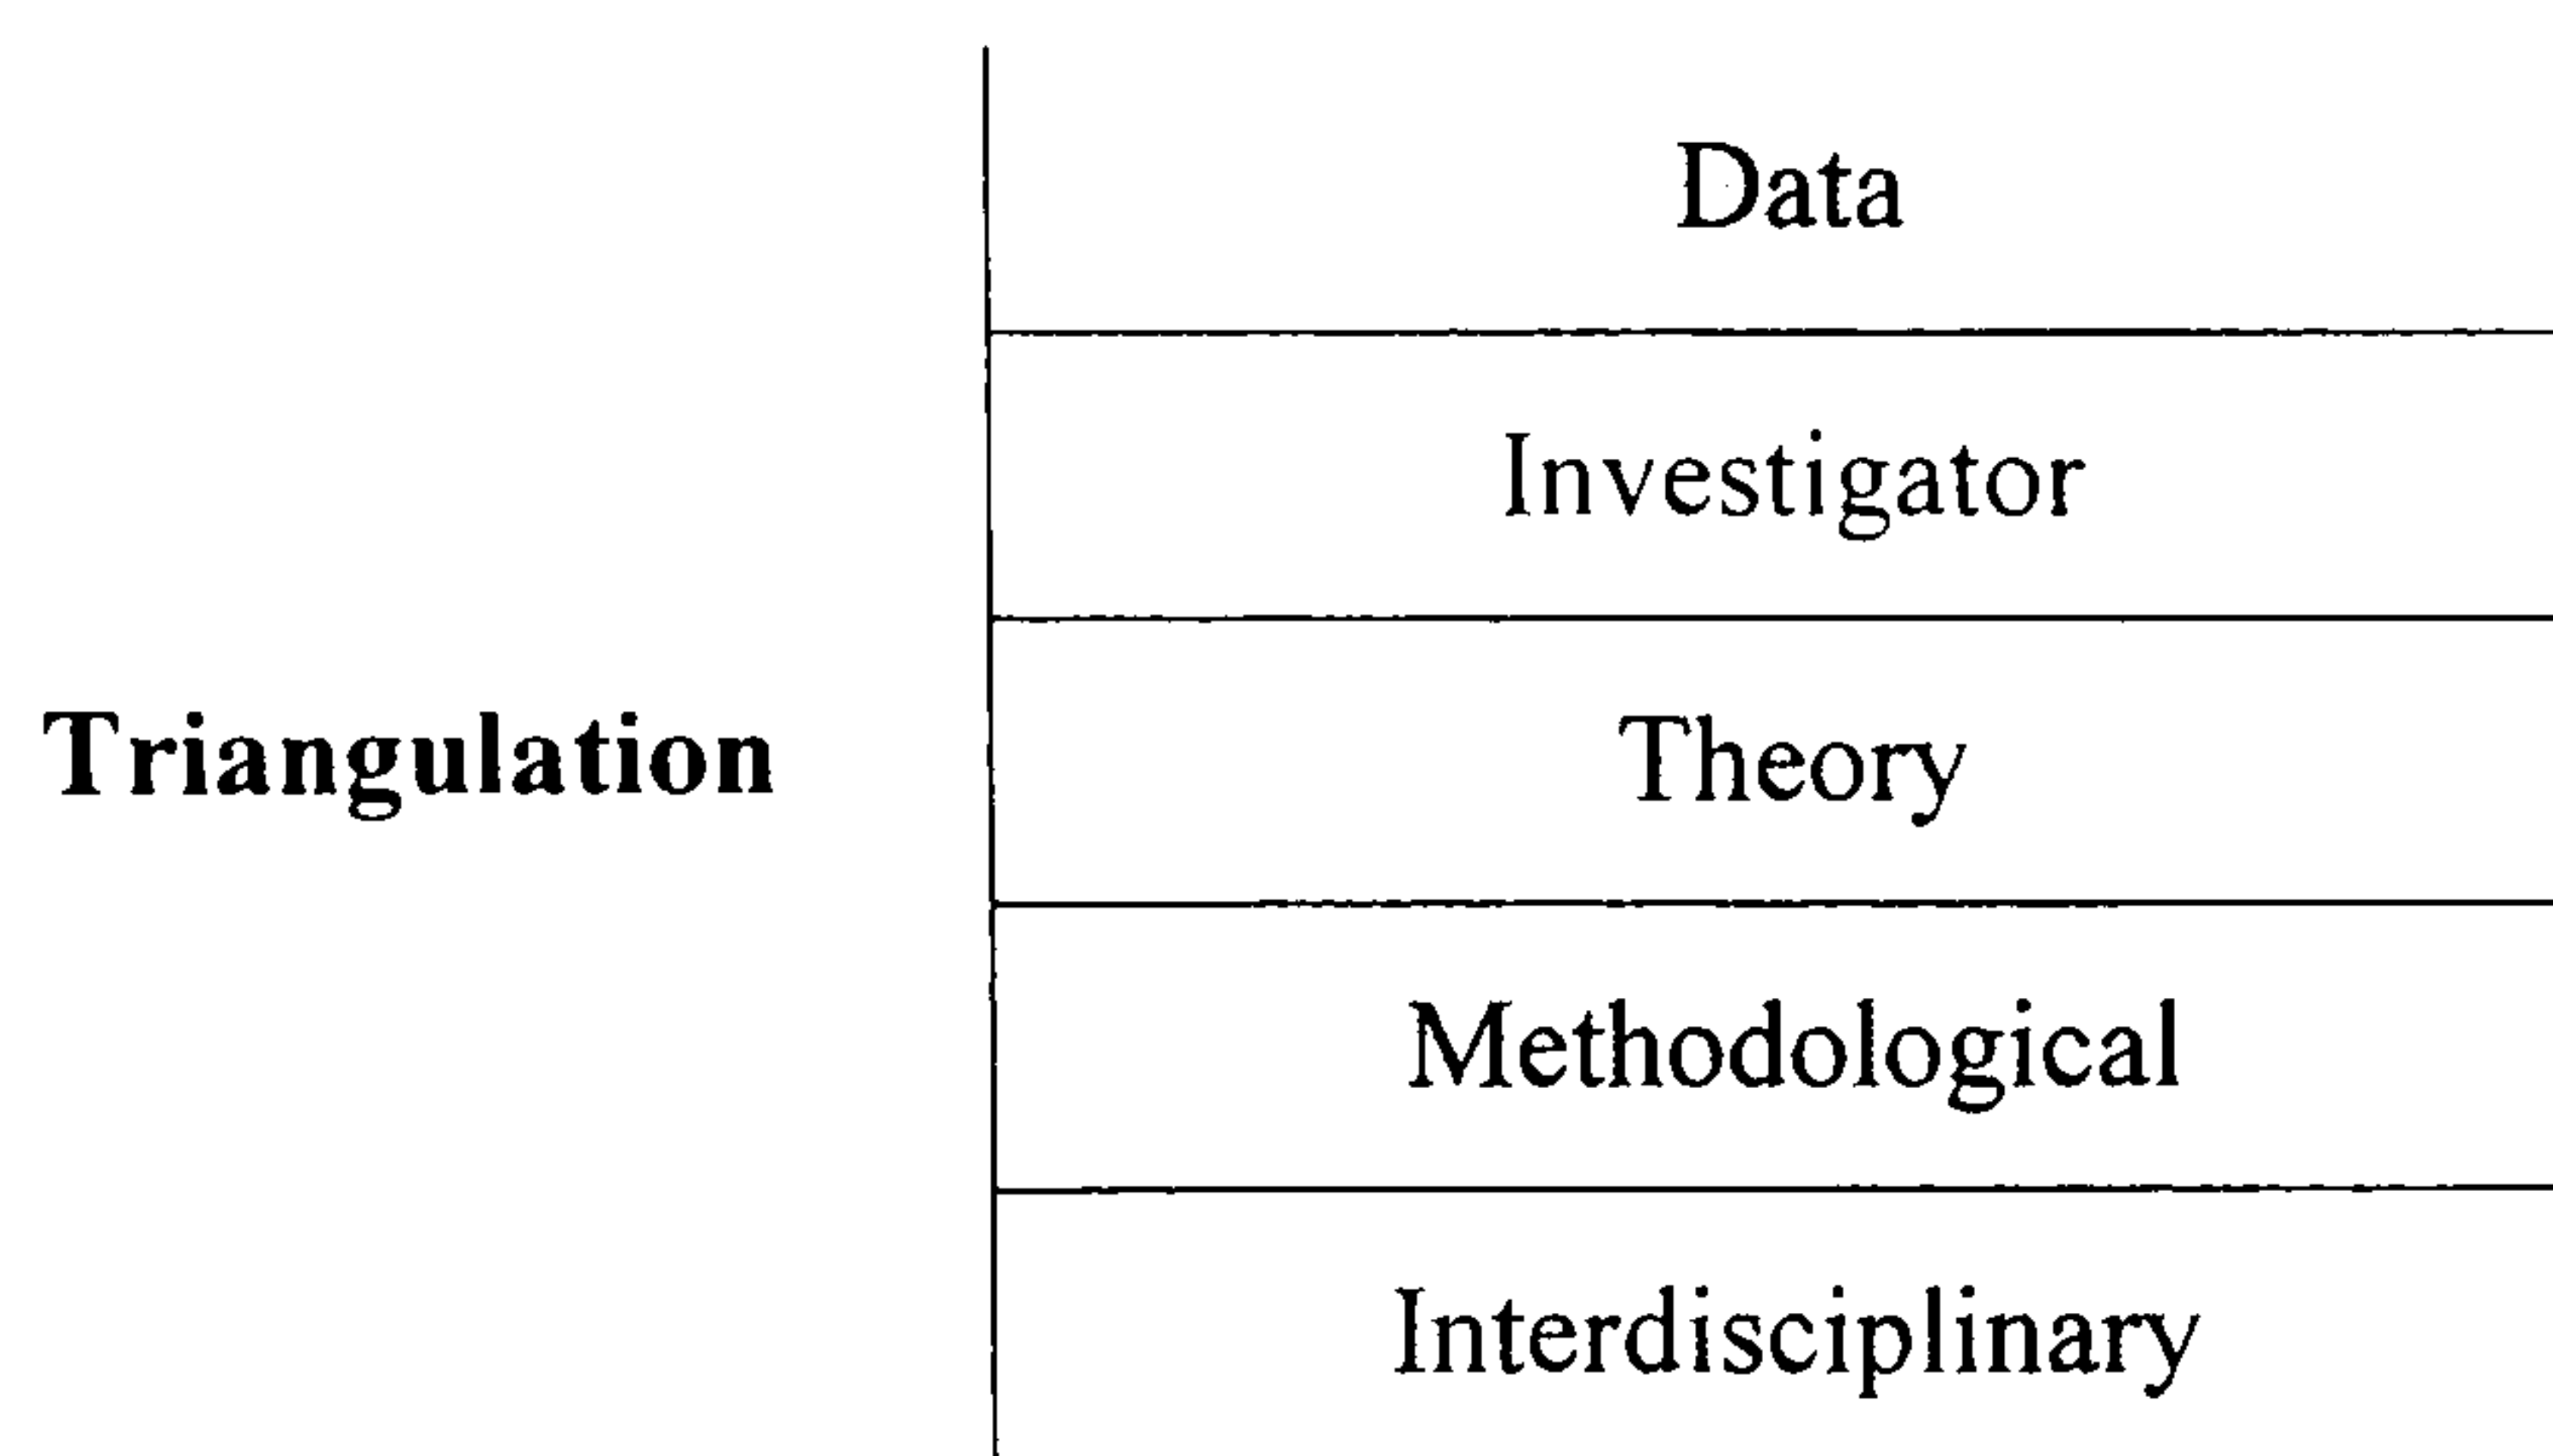 Data
Investigator
Triangulation
Theory
Methodological
Interdisciplinary